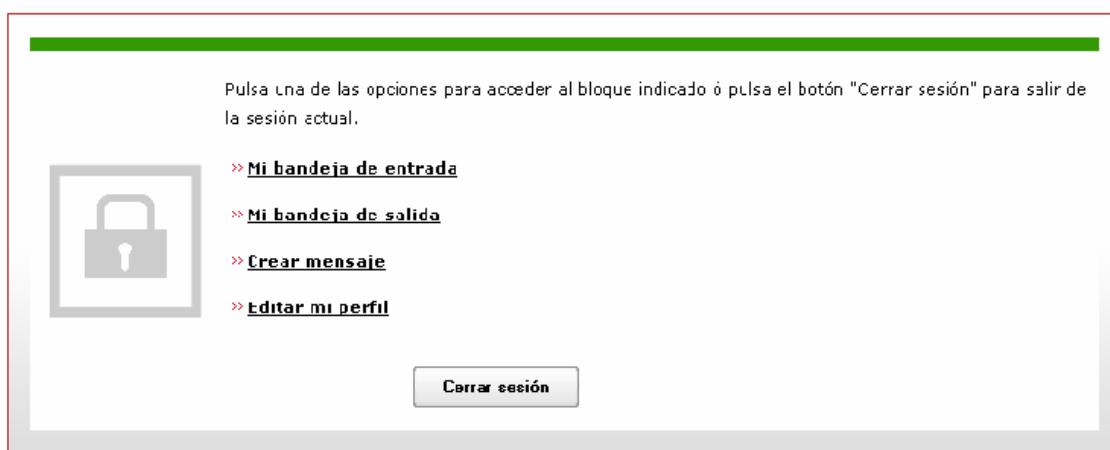 Pulsa una de las opciones para acceder al bloque indicado ó pulsa el botón "Cerrar sesión" para salir de
la sesión actual.
» Mi bandeja de entrada
» Mi bandeja de salida
» Crear mensaje
» Editar mi perfil
Cerrar sesión